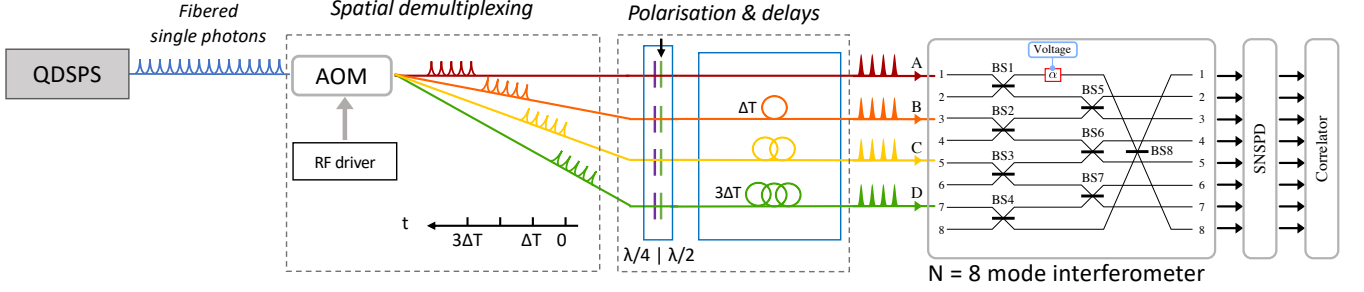 Fibered
single photons
Spatial demultiplexing
Polarisation & delays
QDSPS
AOM
RF driver
t
3ΔT
ΔT
0
ΔT
3ΔT
λ/4 | λ/2
A
B
C
D
Voltage
α
BS1
BS2
BS3
BS4
BS5
BS6
BS7
BS8
1
2
3
4
5
6
7
8
1
2
3
4
5
6
7
8
N = 8 mode interferometer
SNSPD
Correlator